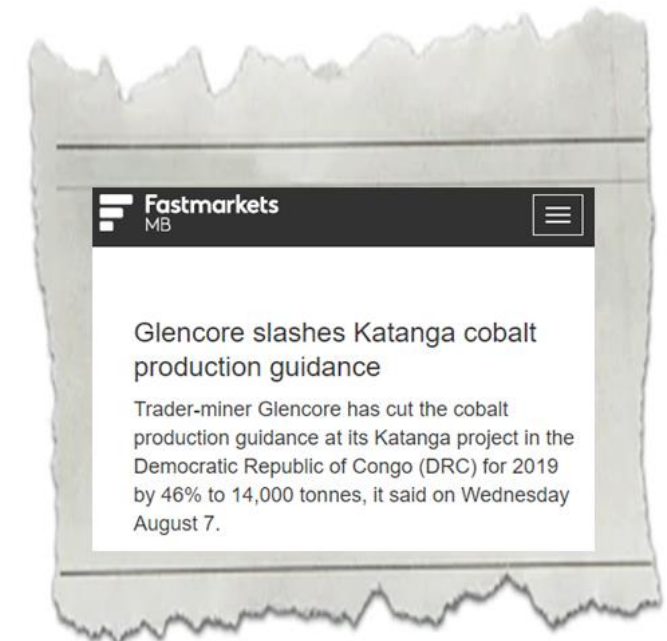 Fastmarkets
MB
Glencore slashes Katanga cobalt
production guidance
Trader-miner Glencore has cut the cobalt
production guidance at its Katanga project in the
Democratic Republic of Congo (DRC) for 2019
by 46% to 14,000 tonnes, it said on Wednesday
August 7.